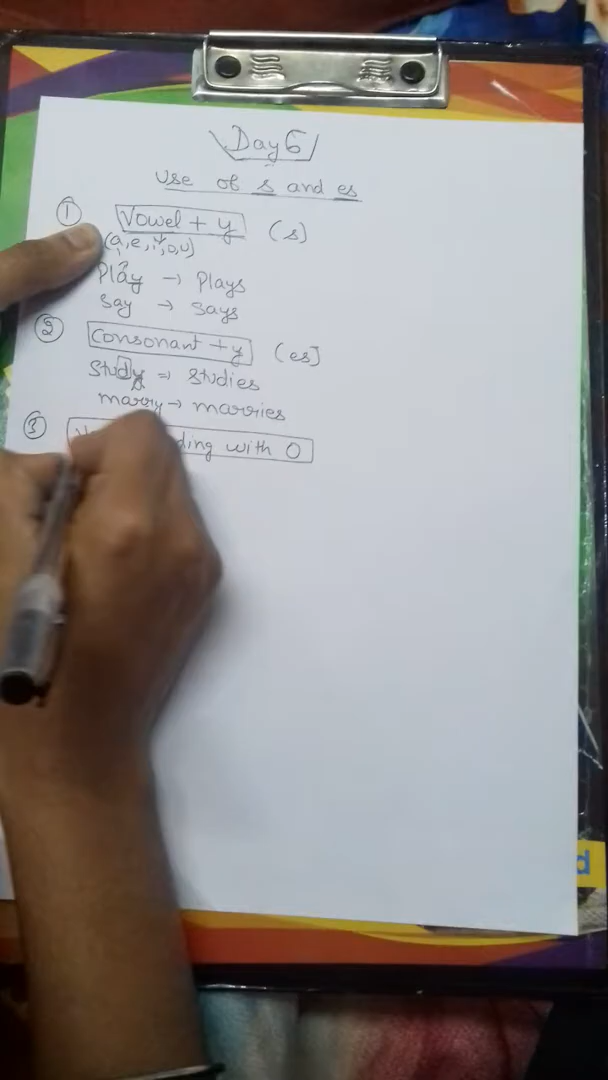 Day 6
Use of s and es
1 Vowel + y (s)
(a, e, i, o, u)
Play → Plays
Say → Says
2 Consonant + y (es]
Study ⇒ Studies
marry → marries
3 ding with O
d